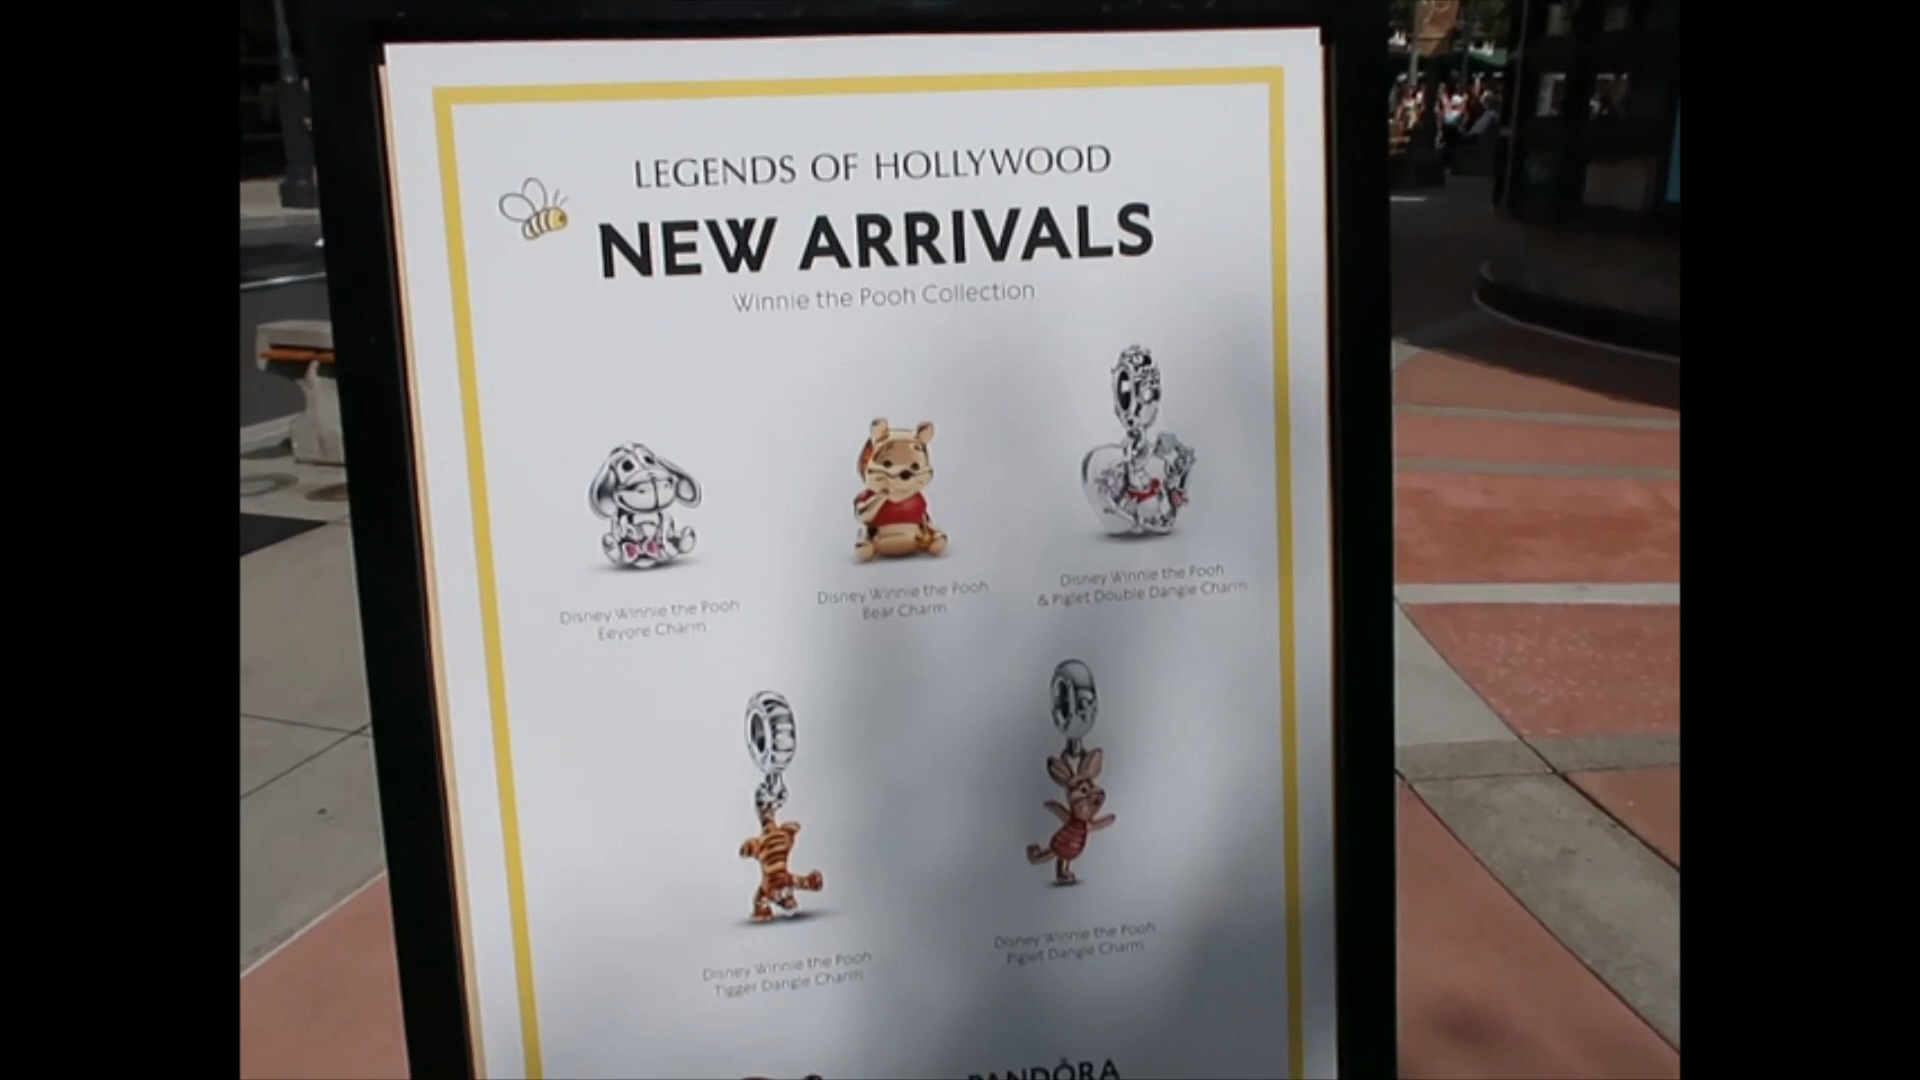 LEGENDS OF HOLLYWOOD
NEW ARRIVALS
Winnie the Pooh Collection
Disney Winnie the Pooh
Eeyore Charm
Disney Winnie the Pooh
Bear Charm
Disney Winnie the Pooh
& Piglet Double Dangle Charm
Disney Winnie the Pooh
Tigger Dangle Charm
Disney Winnie the Pooh
Piglet Dangle Charm
PANDÖRA